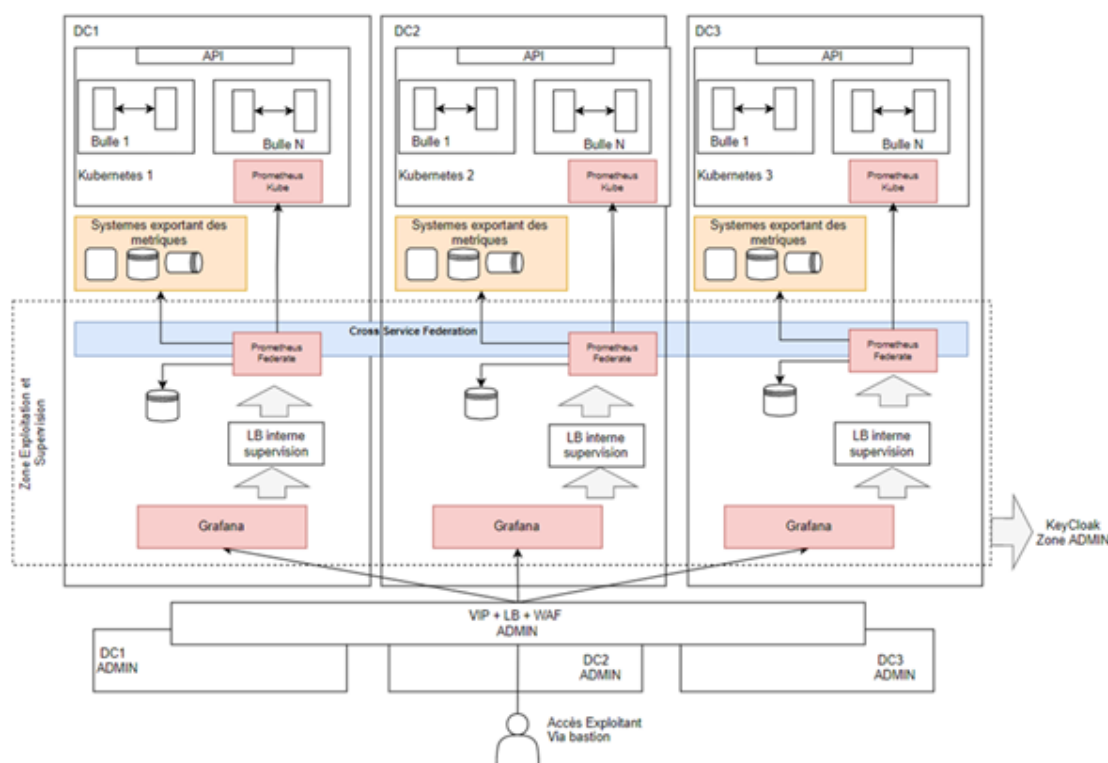 DC1
DC2
DC3
API
API
API
Bulle 1
Bulle N
Bulle 1
Bulle N
Bulle 1
Bulle N
Kubernetes 1
Prometheus
Kube
Kubernetes 2
Prometheus
Kube
Kubernetes 3
Prometheus
Kube
Systemes exportant des
metriques
Systemes exportant des
metriques
Systemes exportant des
metriques
Cross Service Federation
Prometheus
Federate
Prometheus
Federate
Prometheus
Federate
Zone Exploitation et
Supervision
LB interne
supervision
LB interne
supervision
LB interne
supervision
Grafana
Grafana
Grafana
KeyCloak
Zone ADMIN
VIP + LB + WAF
ADMIN
DC1
ADMIN
DC2
ADMIN
DC3
ADMIN
Accès Exploitant
Via bastion